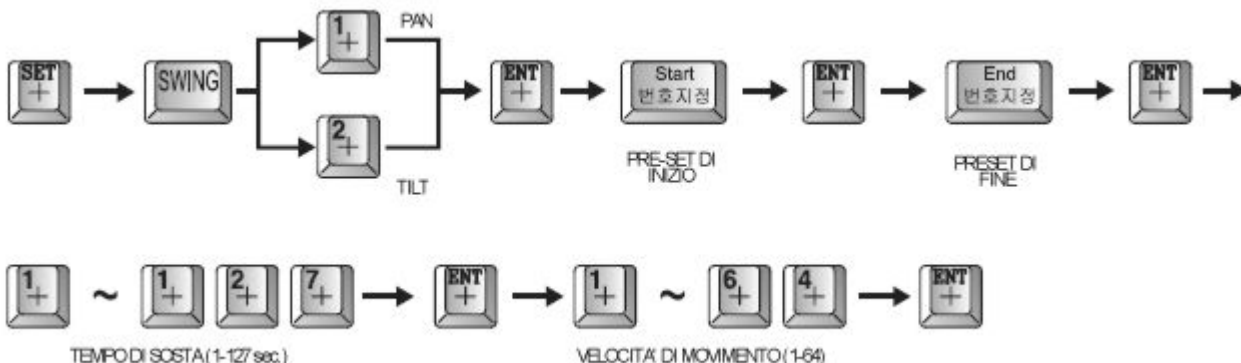 PAN
1
SET
SWING
ENT
Start
번호지정
ENT
End
번호지정
ENT
2
TILT
PRE-SET DI
INIZIO
PRESET DI
FINE
1 ~ 1 2 7
ENT
1 ~ 6 4
ENT
TEMPO DI SOSTA (1-127 sec.)
VELOCITA' DI MOVIMENTO (1-64)